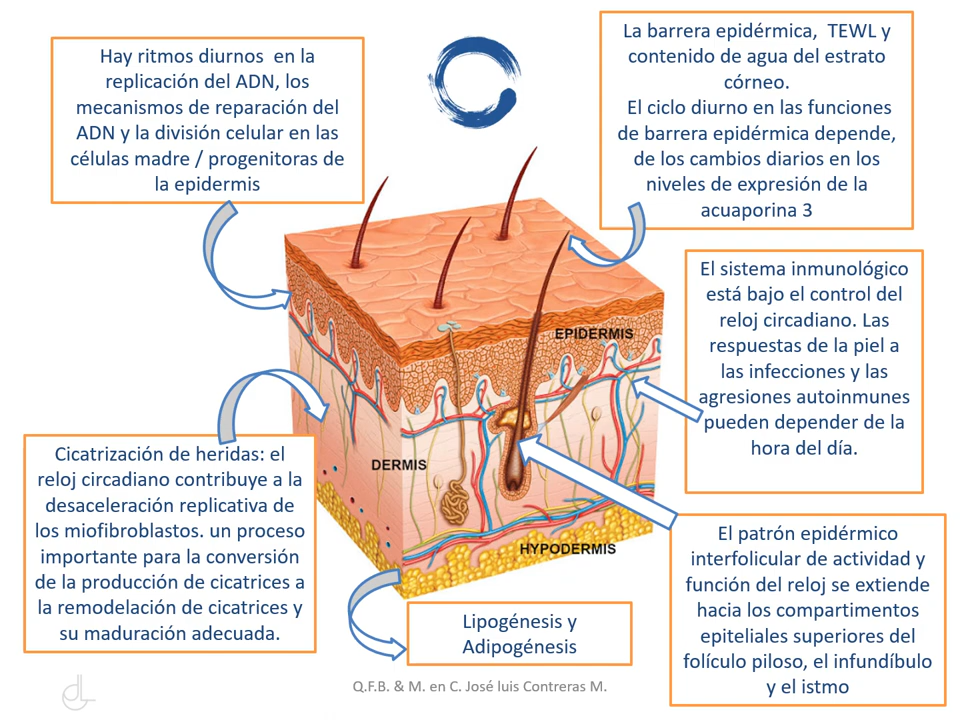 Hay ritmos diurnos  en la
replicación del ADN, los
mecanismos de reparación del
ADN y la división celular en las
células madre / progenitoras de
la epidermis
La barrera epidérmica,  TEWL y
contenido de agua del estrato
córneo.
El ciclo diurno en las funciones
de barrera epidérmica depende,
de los cambios diarios en los
niveles de expresión de la
acuaporina 3
El sistema inmunológico
está bajo el control del
reloj circadiano. Las
respuestas de la piel a
las infecciones y las
agresiones autoinmunes
pueden depender de la
hora del día.
EPIDERMIS
DERMIS
HYPODERMIS
Cicatrización de heridas: el
reloj circadiano contribuye a la
desaceleración replicativa de
los miofibroblastos. un proceso
importante para la conversión
de la producción de cicatrices a
la remodelación de cicatrices y
su maduración adecuada.
El patrón epidérmico
interfolicular de actividad y
función del reloj se extiende
hacia los compartimentos
epiteliales superiores del
folículo piloso, el infundíbulo
y el istmo
Lipogénesis y
Adipogénesis
Q.F.B. & M. en C. José luis Contreras M.